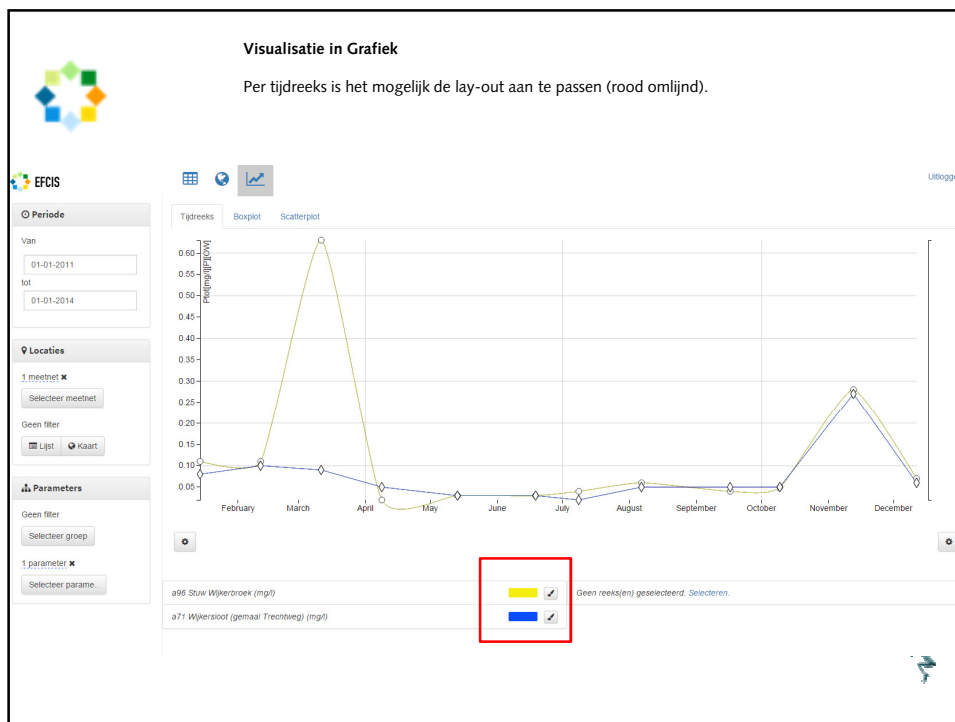 Visualisatie in Grafiek
Per tijdreeks is het mogelijk de lay-out aan te passen (rood omlijnd).
EFCIS
Uitlogge
Periode
Van
01-01-2011
tot
01-01-2014
Locaties
1 meetnet ✖
Selecteer meetnet
Geen filter
Lijst
Kaart
Parameters
Geen filter
Selecteer groep
1 parameter ✖
Selecteer parame..
Tijdreeks Boxplot Scatterplot
Ptot[mg/l][P][OW]
0.60
0.55
0.50
0.45
0.40
0.35
0.30
0.25
0.20
0.15
0.10
0.05
February March April May June July August September October November December
a96 Stuw Wijkerbroek (mg/l)
Geen reeks(en) geselecteerd. Selecteren.
a71 Wijkersloot (gemaal Trechtweg) (mg/l)